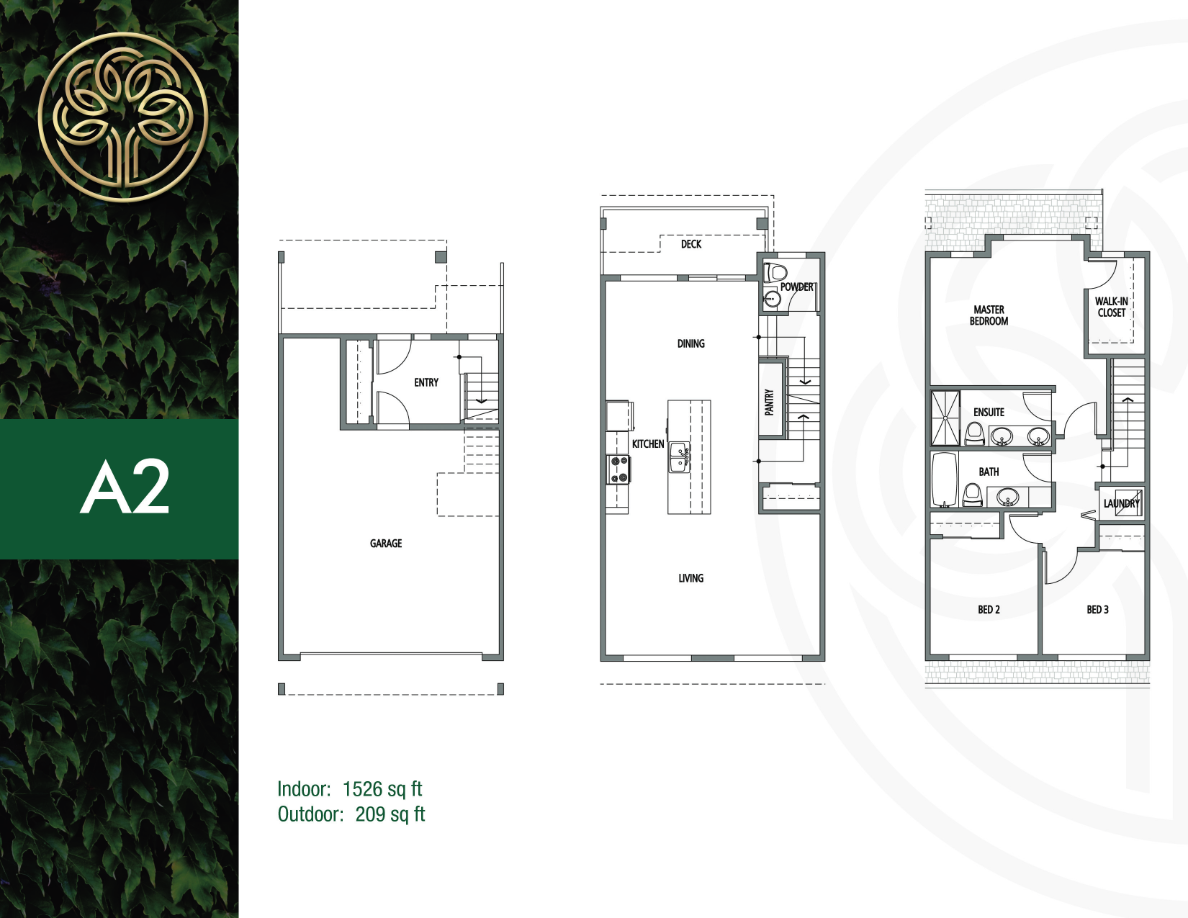 A2
ENTRY
GARAGE
DECK
POWDER
DINING
PANTRY
KITCHEN
LIVING
MASTER
BEDROOM
WALK-IN
CLOSET
ENSUITE
BATH
LAUNDRY
BED 2
BED 3
Indoor: 1526 sq ft
Outdoor: 209 sq ft